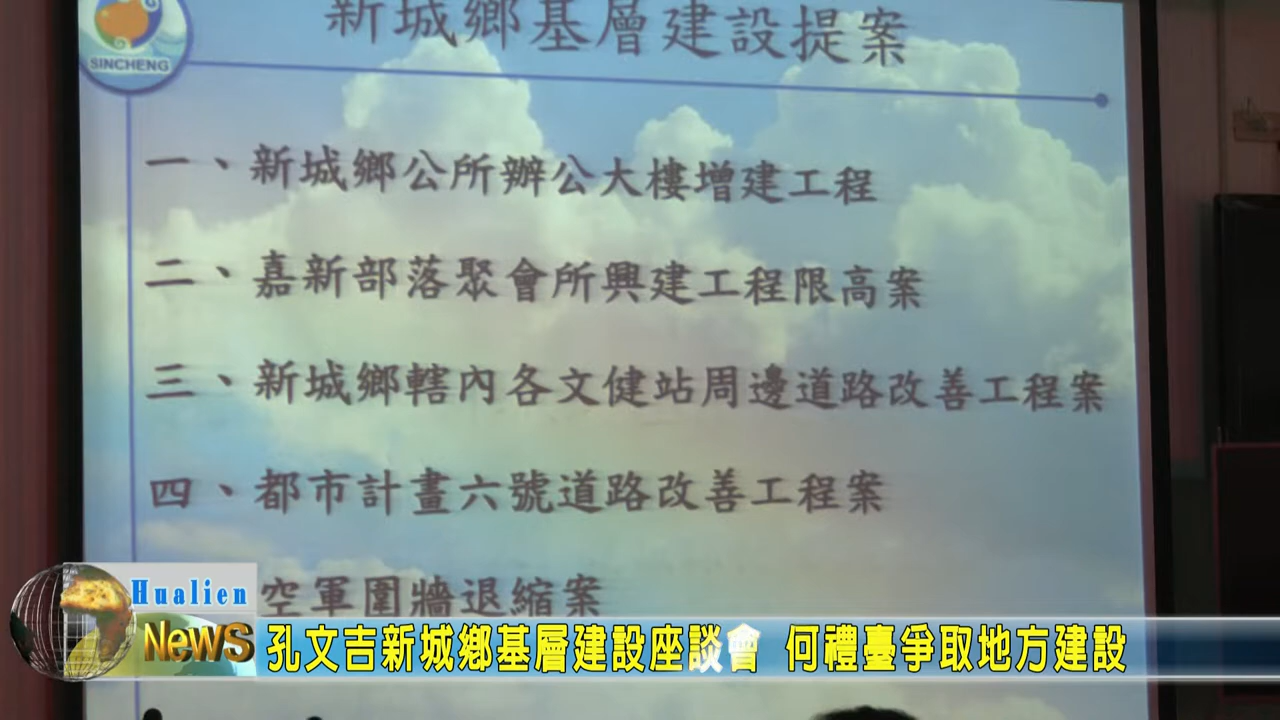 SINCHENG
新城鄉基層建設提案
一、新城鄉公所辦公大樓增建工程
二、嘉新部落聚會所興建工程限高案
三、新城鄉轄內各文健站周邊道路改善工程案
四、都市計畫六號道路改善工程案
空軍圍牆退縮案
Hualien
News
孔文吉新城鄉基層建設座談會 何禮臺爭取地方建設